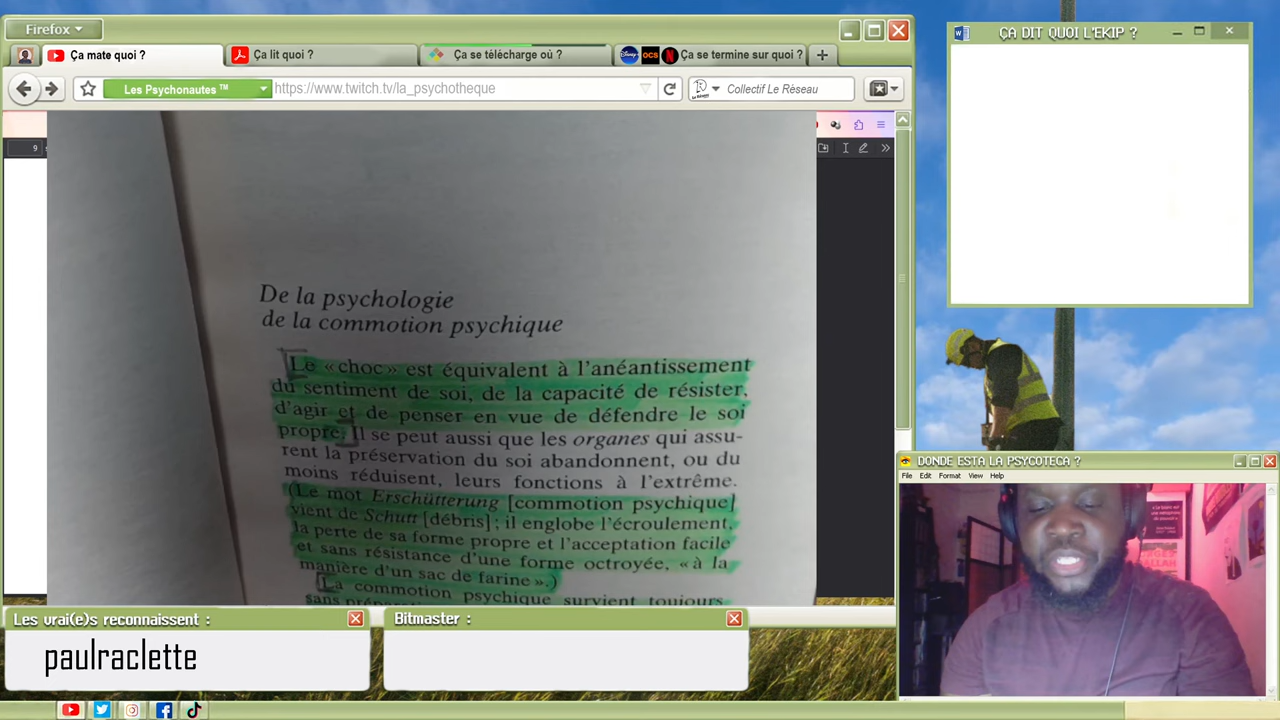 Firefox
Ça mate quoi ?
Ça lit quoi ?
Ça se télécharge où ?
Disney+
OCS
Ça se termine sur quoi ?
Les Psychonautes ™
https://www.twitch.tv/la_psychotheque
Collectif Le Réseau
9
De la psychologie
de la commotion psychique
Le «choc» est équivalent à l'anéantissement
du sentiment de soi, de la capacité de résister,
d'agir et de penser en vue de défendre le soi
propre. Il se peut aussi que les organes qui assu-
rent la préservation du soi abandonnent, ou du
moins réduisent, leurs fonctions à l'extrême.
(Le mot Erschütterung [commotion psychique]
vient de Schutt [débris] ; il englobe l'écroulement,
la perte de sa forme propre et l'acceptation facile
et sans résistance d'une forme octroyée, «à la
manière d'un sac de farine».)
La commotion psychique survient toujours
ÇA DIT QUOI L'EKIP ?
DONDE ESTA LA PSYCOTECA ?
File Edit Format View Help
Les vrai(e)s reconnaissent :
paulraclette
Bitmaster :